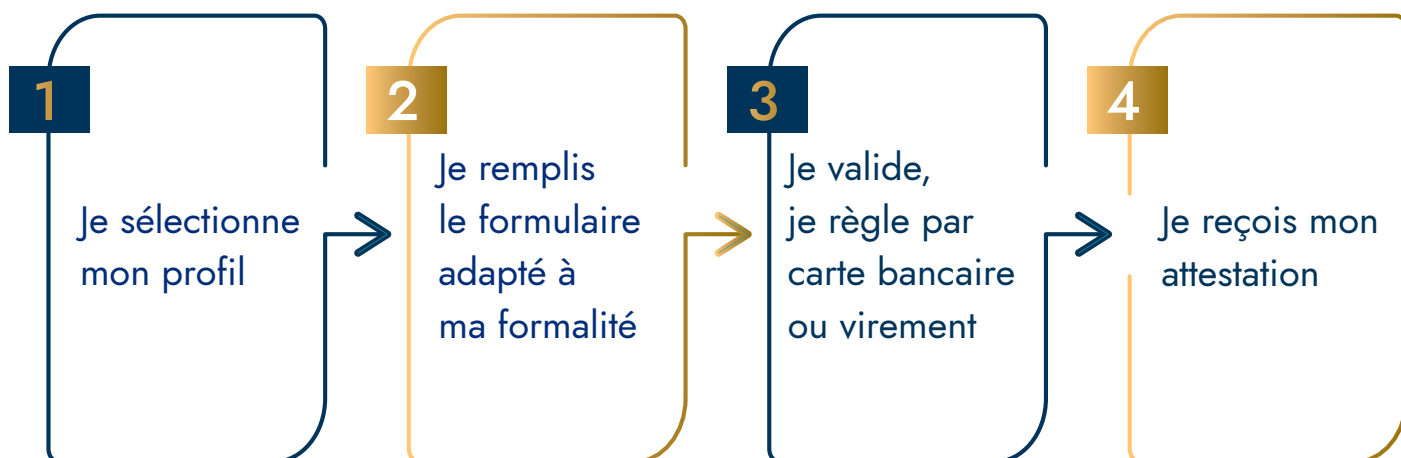 1
Je sélectionne
mon profil
2
Je remplis
le formulaire
adapté à
ma formalité
3
Je valide,
je règle par
carte bancaire
ou virement
4
Je reçois mon
attestation